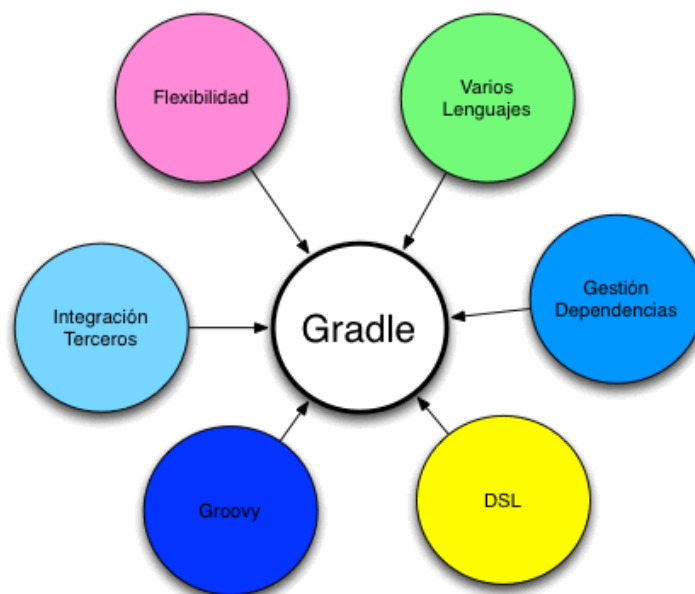 Flexibilidad
Varios
Lenguajes
Integración
Terceros
Gradle
Gestión
Dependencias
Groovy
DSL